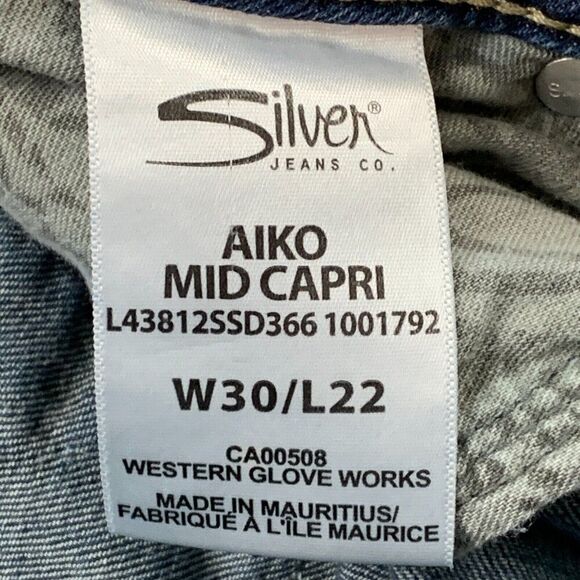 Silver®
JEANS CO.
AIKO
MID CAPRI
L43812SSD366 1001792
W30/L22
CA00508
WESTERN GLOVE WORKS
MADE IN MAURITIUS/
FABRIQUÉ À L'ÎLE MAURICE